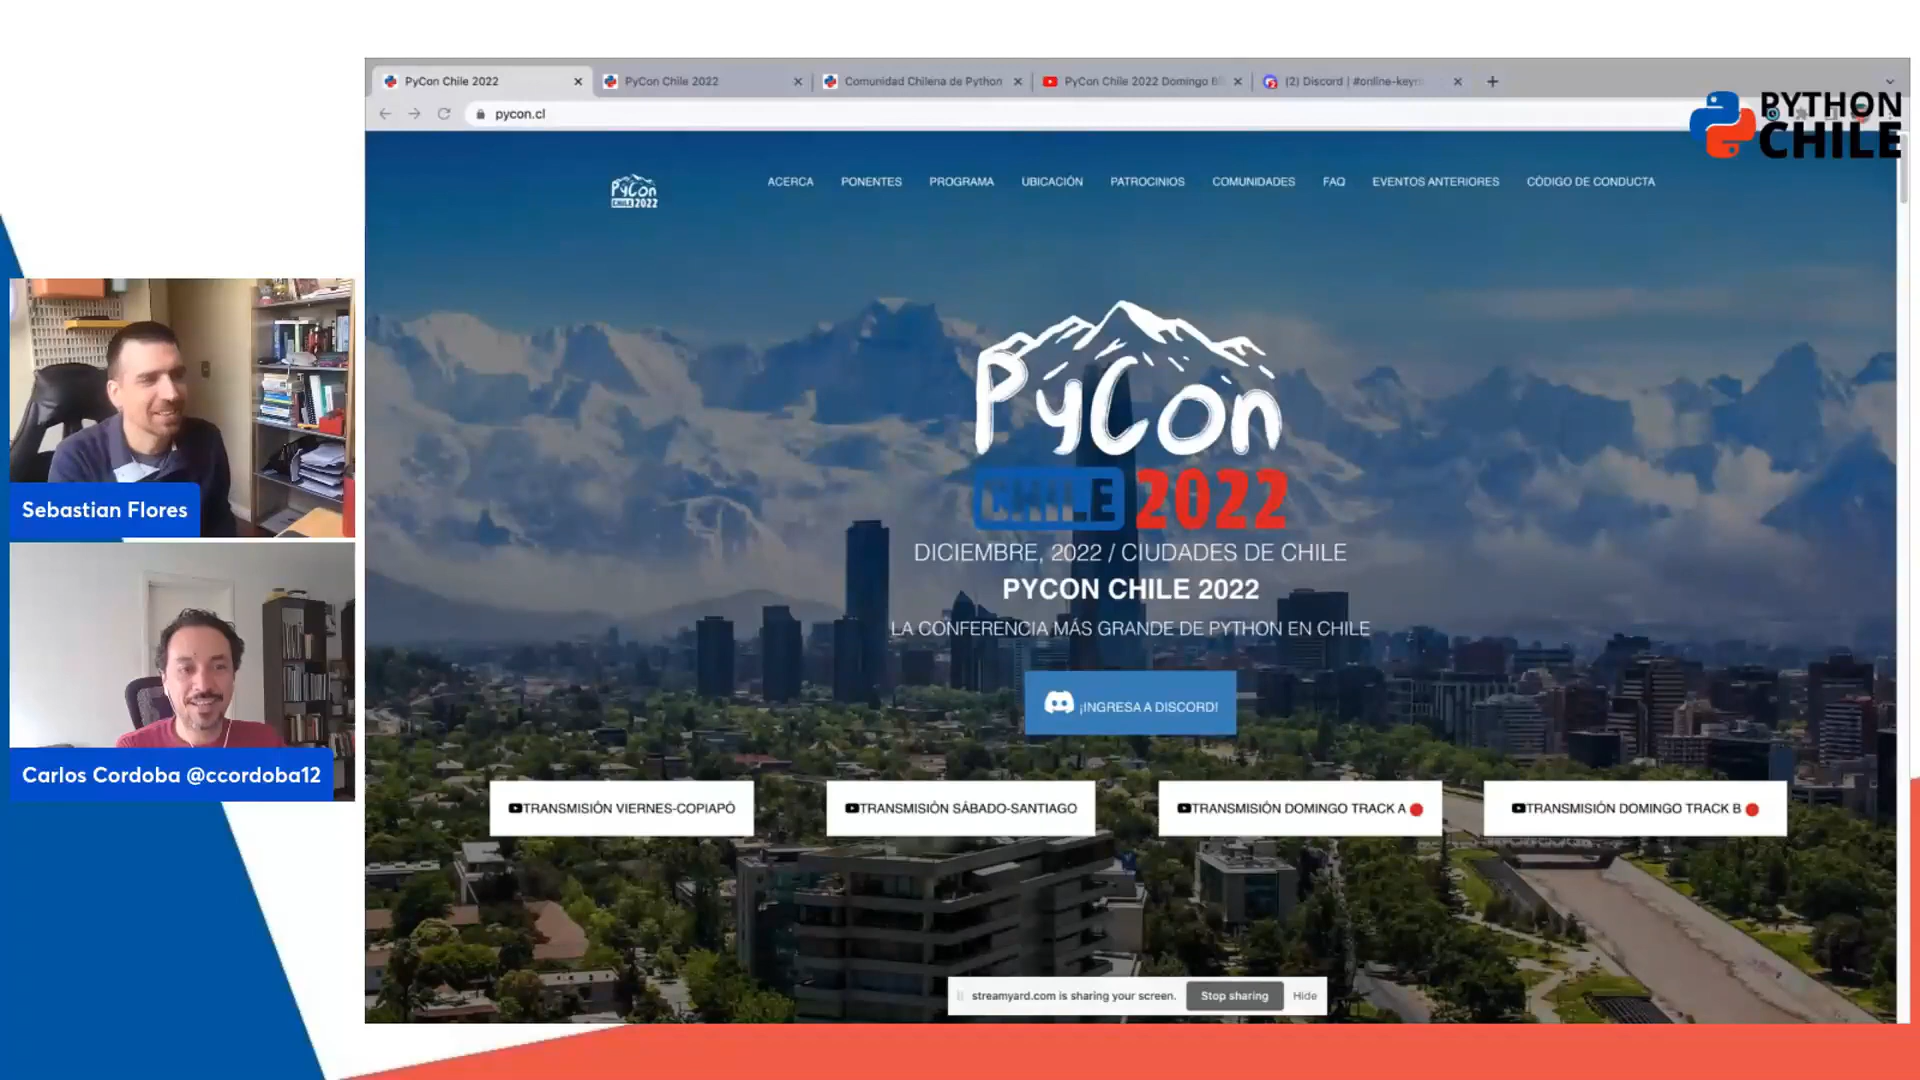 PyCon Chile 2022
PyCon Chile 2022
Comunidad Chilena de Python
PyCon Chile 2022 Domingo
(2) Discord | #online-key
pycon.cl
PYTHON
CHILE
PyCon
CHILE 2022
ACERCA
PONENTES
PROGRAMA
UBICACIÓN
PATROCINIOS
COMUNIDADES
FAQ
EVENTOS ANTERIORES
CÓDIGO DE CONDUCTA
PyCon
CHILE 2022
DICIEMBRE, 2022 / CIUDADES DE CHILE
PYCON CHILE 2022
LA CONFERENCIA MÁS GRANDE DE PYTHON EN CHILE
¡INGRESA A DISCORD!
TRANSMISIÓN VIERNES-COPIAPÓ
TRANSMISIÓN SÁBADO-SANTIAGO
TRANSMISIÓN DOMINGO TRACK A
TRANSMISIÓN DOMINGO TRACK B
streamyard.com is sharing your screen.
Stop sharing
Hide
Sebastian Flores
Carlos Cordoba @ccordoba12